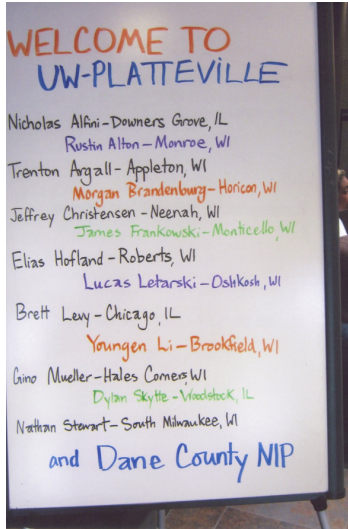 WELCOME TO
UW-PLATTEVILLE
Nicholas Alfini-Downers Grove, IL
Rustin Alton-Monroe, WI
Trenton Argall-Appleton, WI
Morgan Brandenburg-Horicon, WI
Jeffrey Christensen-Neenah, WI
James Frankowski-Monticello, WI
Elias Hofland-Roberts, WI
Lucas Letarski-Oshkosh, WI
Brett Levy-Chicago, IL
Youngen Li-Brookfield, WI
Gino Mueller-Hales Corners, WI
Dylan Skytte-Woodstock, IL
Nathan Stewart-South Milwaukee, WI
and Dane County NIP